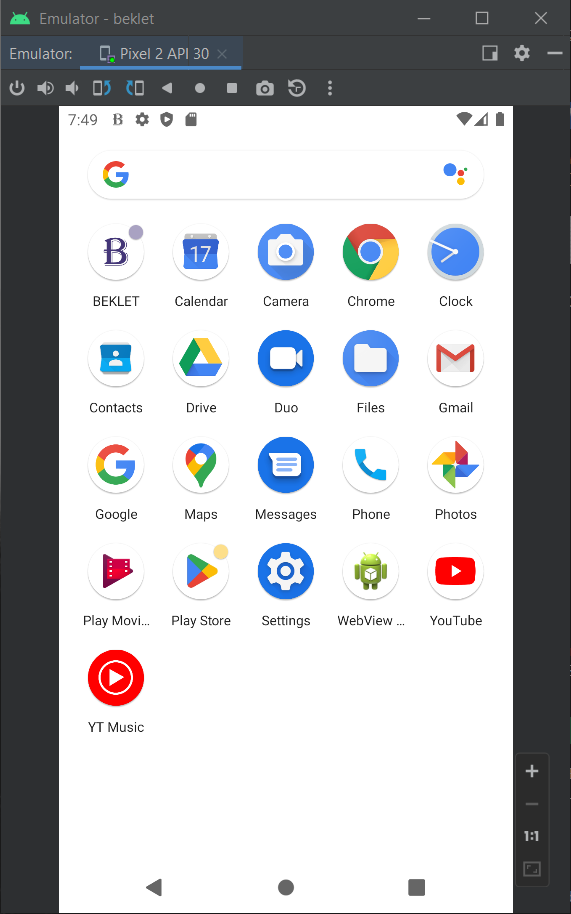 Emulator - beklet
Emulator: Pixel 2 API 30
7:49 B
G
B 17
BEKLET Calendar Camera Chrome Clock
Contacts Drive Duo Files Gmail
G
Google Maps Messages Phone Photos
Play Movi... Play Store Settings WebView ... YouTube
YT Music
1:1